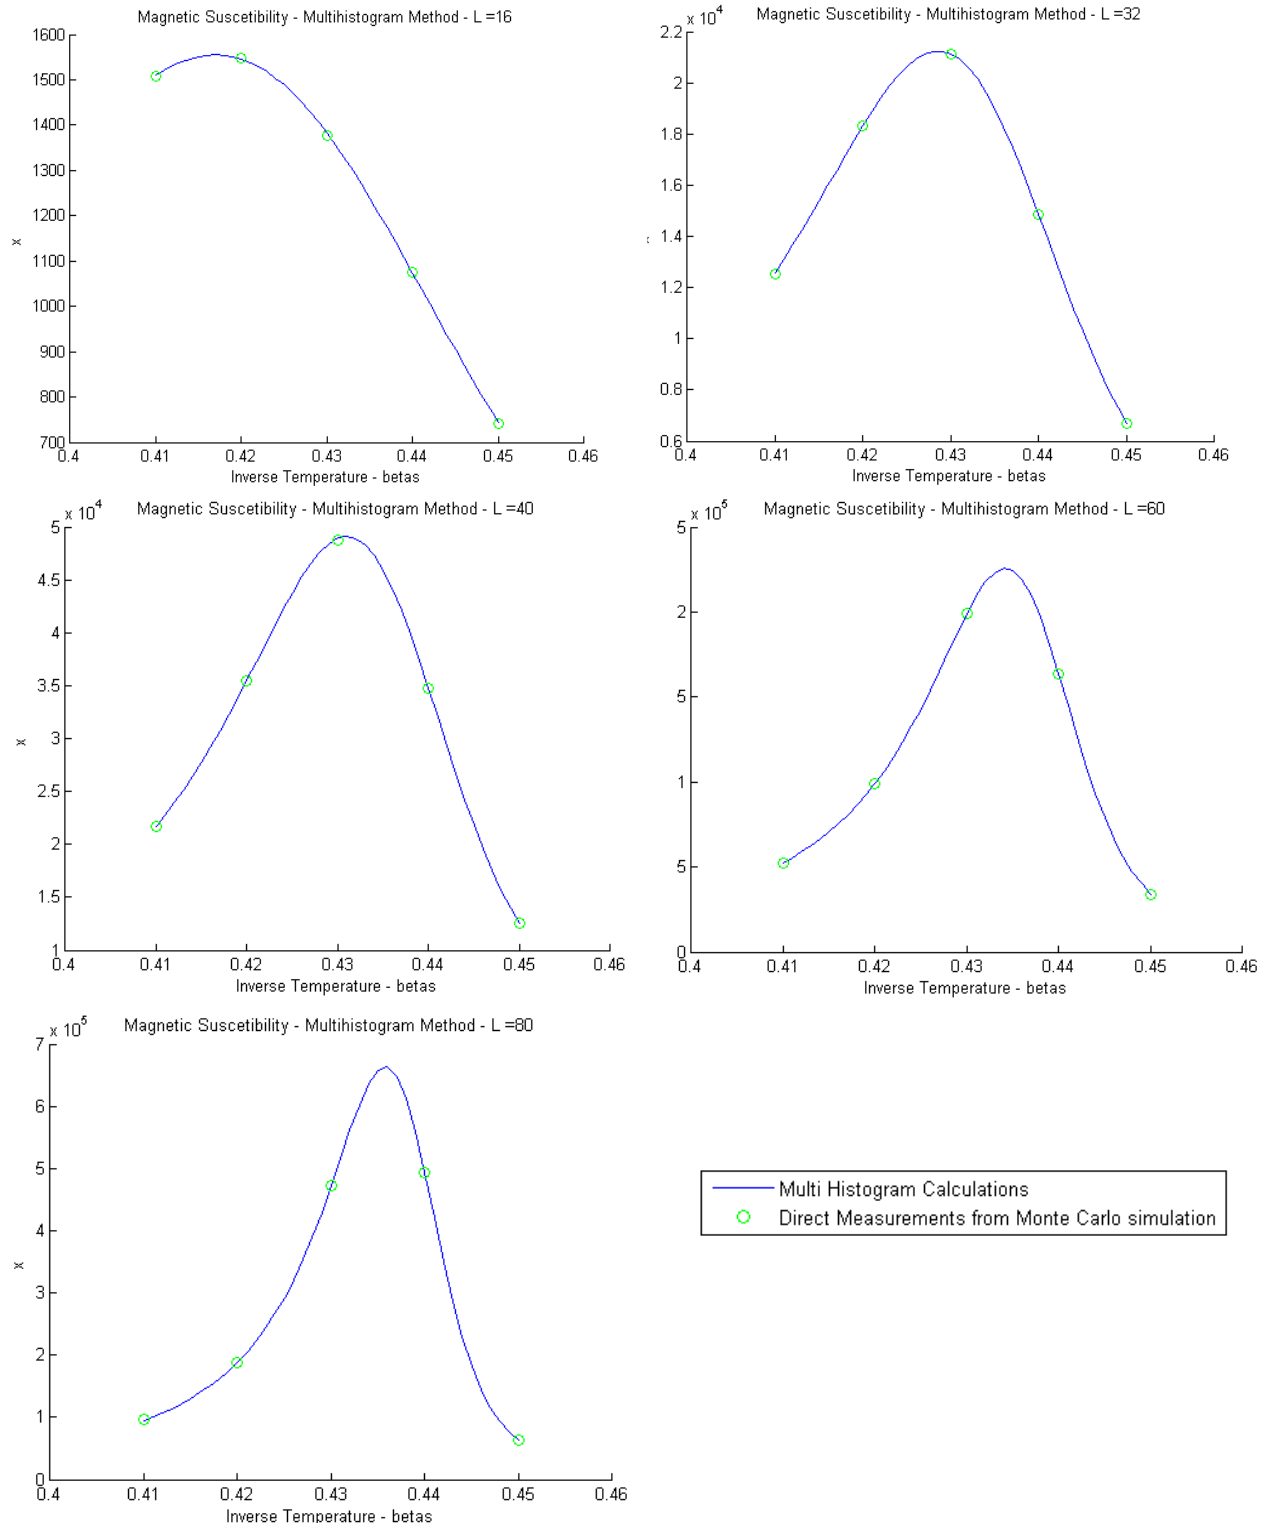 Magnetic Suscetibility - Multihistogram Method - L =16
1600
1500
1400
1300
1200
1100
1000
900
800
700
x
0.4 0.41 0.42 0.43 0.44 0.45 0.46
Inverse Temperature - betas
Magnetic Suscetibility - Multihistogram Method - L =32
x 10^4
2.2
2
1.8
1.6
1.4
1.2
1
0.8
0.6
0.4 0.41 0.42 0.43 0.44 0.45 0.46
Inverse Temperature - betas
Magnetic Suscetibility - Multihistogram Method - L =40
x 10^4
5
4.5
4
3.5
3
2.5
2
1.5
1
x
0.4 0.41 0.42 0.43 0.44 0.45 0.46
Inverse Temperature - betas
Magnetic Suscetibility - Multihistogram Method - L =60
x 10^5
5
2
5
1
5
0
0.4 0.41 0.42 0.43 0.44 0.45 0.46
Inverse Temperature - betas
Magnetic Suscetibility - Multihistogram Method - L =80
x 10^5
7
6
5
4
3
2
1
0
x
0.4 0.41 0.42 0.43 0.44 0.45 0.46
Inverse Temperature - betas
Multi Histogram Calculations
Direct Measurements from Monte Carlo simulation